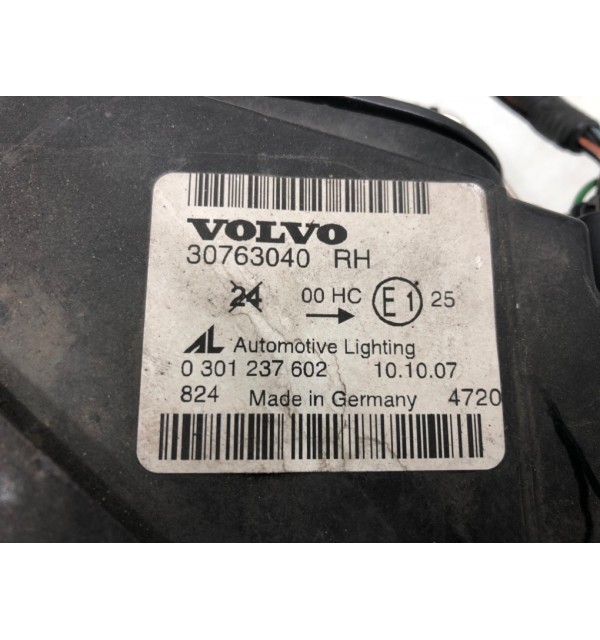 VOLVO
30763040 RH
24 00 HC → E1 25
AL Automotive Lighting
0 301 237 602 10.10.07
824 Made in Germany 4720